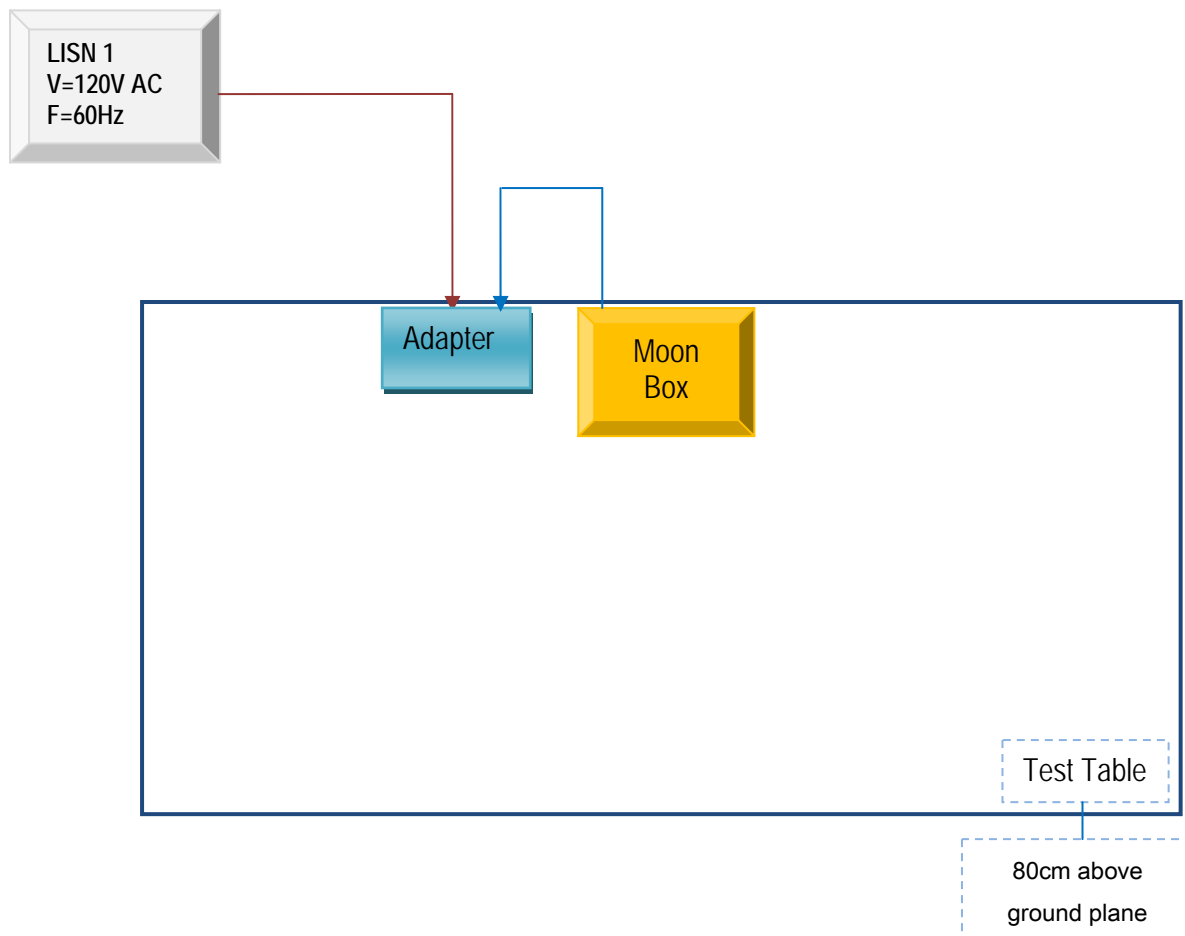 LISN 1
V=120V AC
F=60Hz
Adapter
Moon
Box
Test Table
80cm above
ground plane